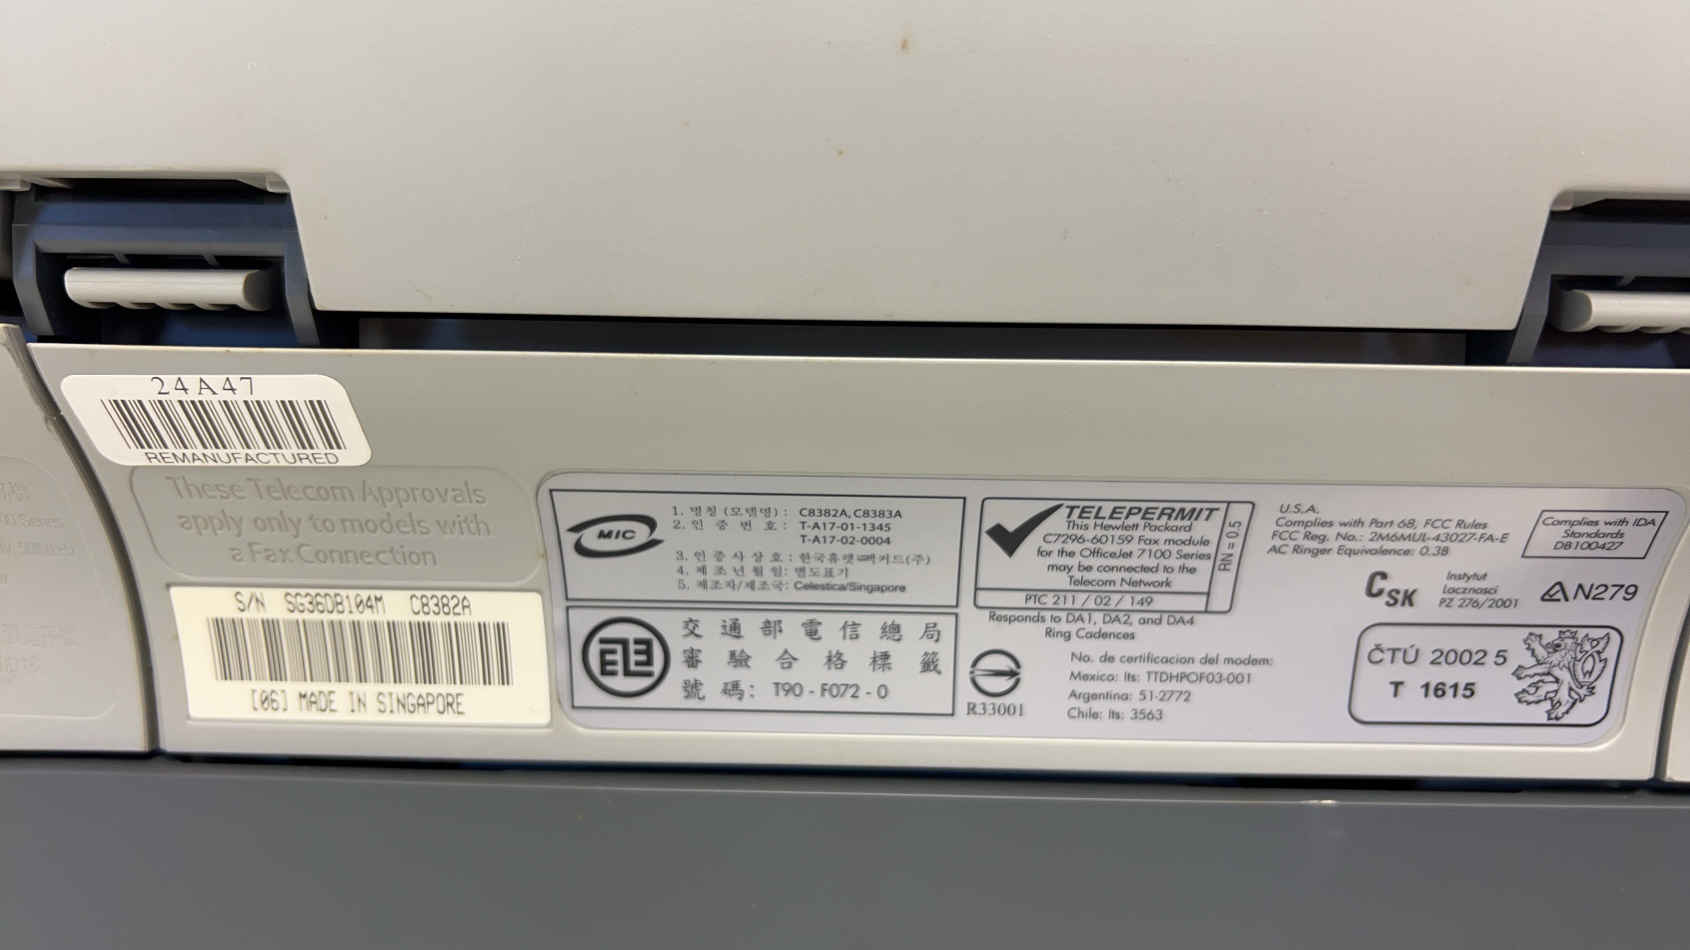 24A47
REMANUFACTURED
These Telecom Approvals
apply only to models with
a Fax Connection
S/N SG36DB104M C8382A
[06] MADE IN SINGAPORE
MIC
1. 명칭 (모델명) : C8382A, C8383A
2. 인 증 번 호 : T-A17-01-1345
T-A17-02-0004
3. 인 증 사 상 호 : 한국휴렛팩커드(주)
4. 제 조 년 월 일: 별도표기
5. 제조자/제조국: Celestica/Singapore
交 通 部 電 信 總 局
審 驗 合 格 標 籤
號 碼: T90 - F072 - 0
TELEPERMIT
This Hewlett Packard
C7296-60159 Fax module
for the OfficeJet 7100 Series
may be connected to the
Telecom Network
RN = 0.5
PTC 211 / 02 / 149
Responds to DA1, DA2, and DA4
Ring Cadences
R33001
No. de certificacion del modem:
Mexico: Its: TTDHPOF03-001
Argentina: 51-2772
Chile: Its: 3563
U.S.A.
Complies with Part 68, FCC Rules
FCC Reg. No.: 2M6MUL-43027-FA-E
AC Ringer Equivalence: 0.3B
Complies with IDA
Standards
DB100427
CSK
Instytut
Lacznosci
PZ 276/2001
N279
ČTÚ 2002 5
T 1615